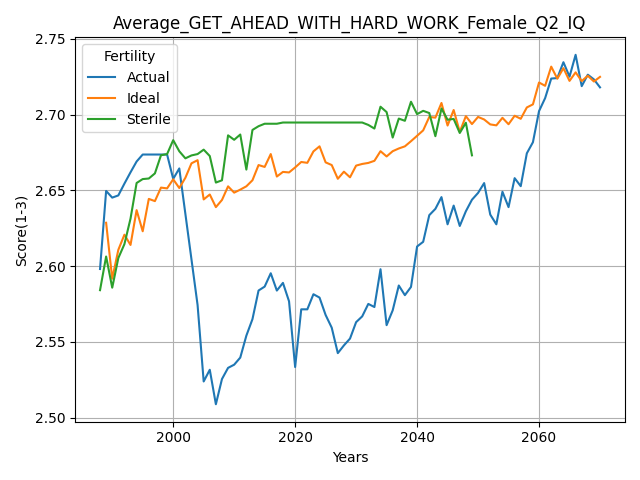 Average_GET_AHEAD_WITH_HARD_WORK_Female_Q2_IQ
Fertility
Actual
Ideal
Sterile
Score(1-3)
2.75
2.70
2.65
2.60
2.55
2.50
2000 2020 2040 2060
Years